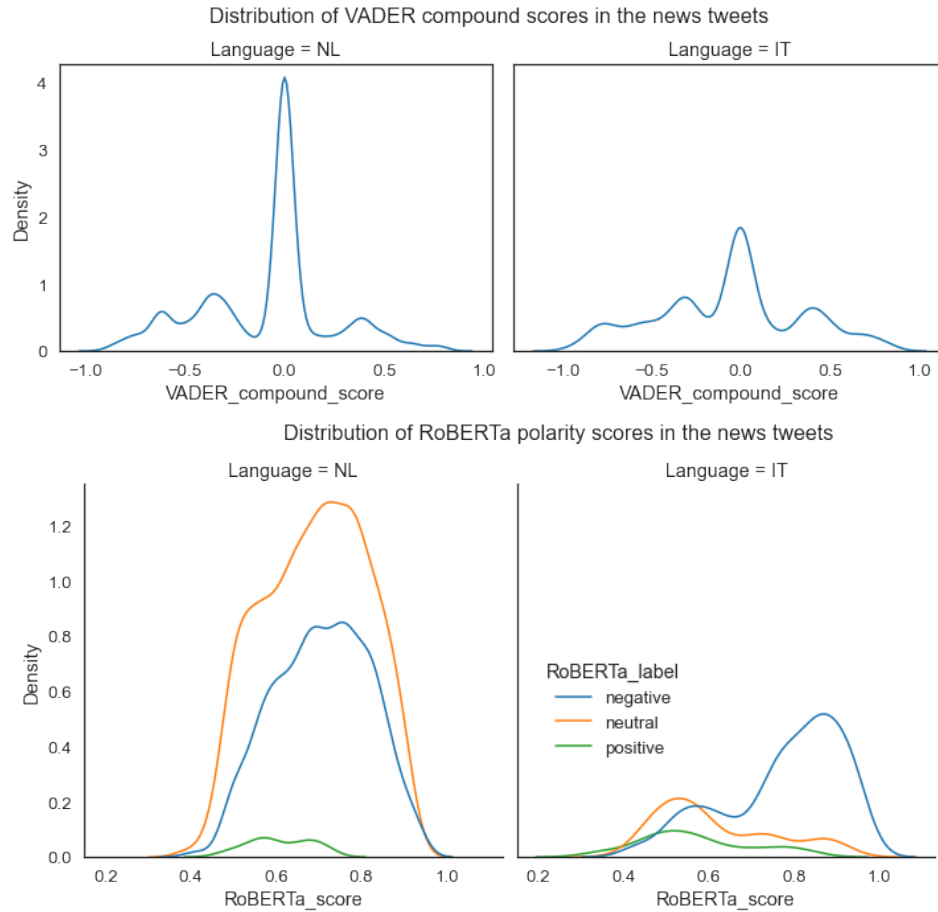 Distribution of VADER compound scores in the news tweets
Language = NL
Language = IT
4
3
2
1
0
Density
−1.0 −0.5 0.0 0.5 1.0
−1.0 −0.5 0.0 0.5 1.0
VADER_compound_score
VADER_compound_score
Distribution of RoBERTa polarity scores in the news tweets
Language = NL
Language = IT
1.2
1.0
0.8
0.6
0.4
0.2
0.0
Density
RoBERTa_label
negative
neutral
positive
0.2 0.4 0.6 0.8 1.0
0.2 0.4 0.6 0.8 1.0
RoBERTa_score
RoBERTa_score